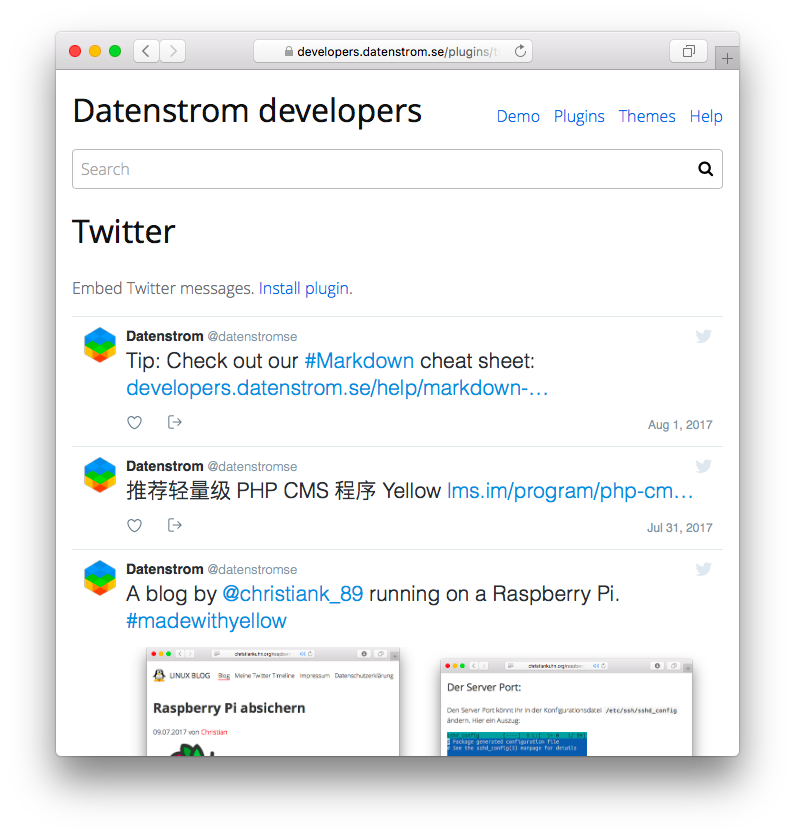 developers.datenstrom.se/plugins/t
Datenstrom developers
Demo Plugins Themes Help
Search
Twitter
Embed Twitter messages. Install plugin.
Datenstrom @datenstromse
Tip: Check out our #Markdown cheat sheet:
developers.datenstrom.se/help/markdown-…
Aug 1, 2017
Datenstrom @datenstromse
推荐轻量级 PHP CMS 程序 Yellow lms.im/program/php-cm…
Jul 31, 2017
Datenstrom @datenstromse
A blog by @christiank_89 running on a Raspberry Pi.
#madewithyellow
LINUX BLOG Blog Meine Twitter Timeline Impressum Datenschutzerklärung
Raspberry Pi absichern
09.07.2017 von Christian
Der Server Port:
Den Server Port könnt ihr in der Konfigurationsdatei /etc/ssh/sshd_config
ändern. Hier ein Auszug:
sshd_config
# Package generated configuration file
# See the sshd_config(5) manpage for details